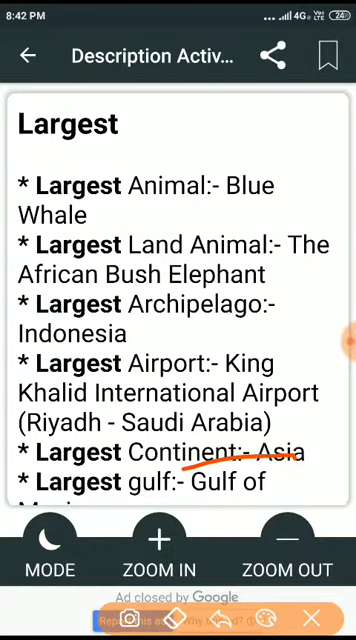 8:42 PM ... 4G 24
Description Activ...
Largest
* Largest Animal:- Blue
Whale
* Largest Land Animal:- The
African Bush Elephant
* Largest Archipelago:-
Indonesia
* Largest Airport:- King
Khalid International Airport
(Riyadh - Saudi Arabia)
* Largest Continent:- Asia
* Largest gulf:- Gulf of
MODE ZOOM IN ZOOM OUT
Ad closed by Google